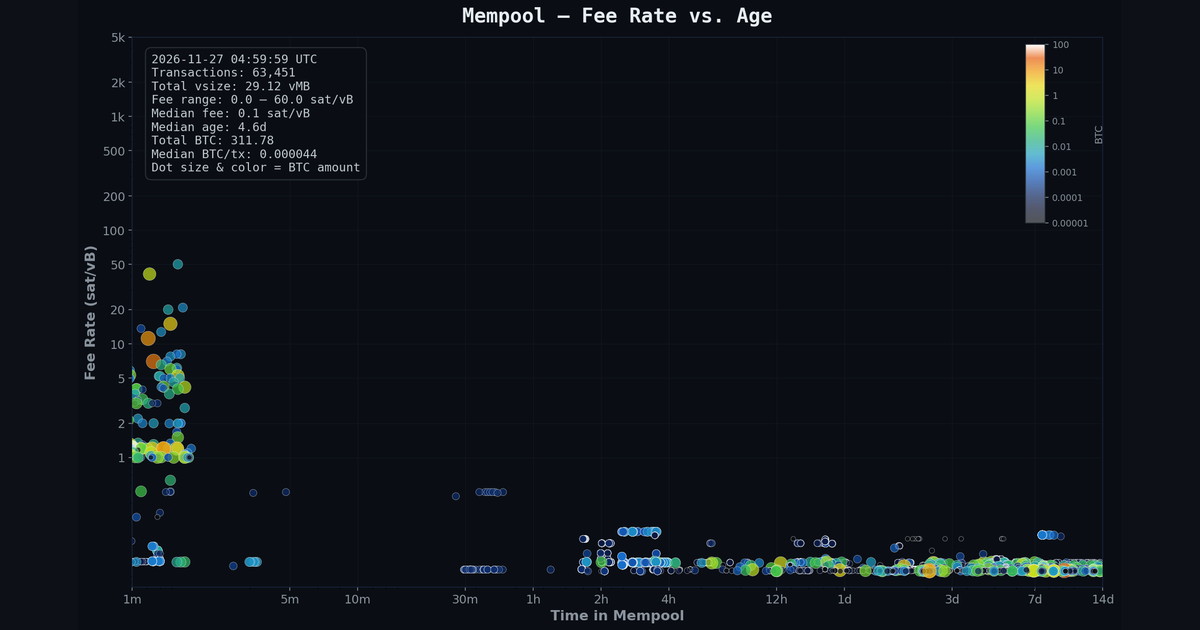 Mempool — Fee Rate vs. Age
2026-11-27 04:59:59 UTC
Transactions: 63,451
Total vsize: 29.12 vMB
Fee range: 0.0 – 60.0 sat/vB
Median fee: 0.1 sat/vB
Median age: 4.6d
Total BTC: 311.78
Median BTC/tx: 0.000044
Dot size & color = BTC amount
Fee Rate (sat/vB)
5k
2k
1k
500
200
100
50
20
10
5
2
1
100
10
1
0.1
0.01
0.001
0.0001
0.00001
BTC
1m
5m
10m
30m
1h
2h
4h
12h
1d
3d
7d
14d
Time in Mempool